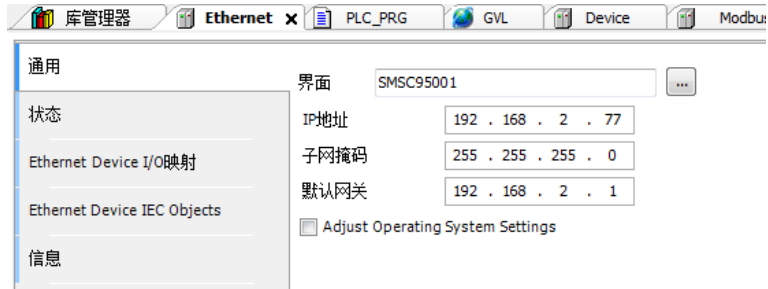 库管理器 Ethernet x PLC_PRG GVL Device Modbus
通用
界面 SMSC95001 ...
状态
IP地址 192 . 168 . 2 . 77
子网掩码 255 . 255 . 255 . 0
Ethernet Device I/O映射
默认网关 192 . 168 . 2 . 1
Ethernet Device IEC Objects
Adjust Operating System Settings
信息